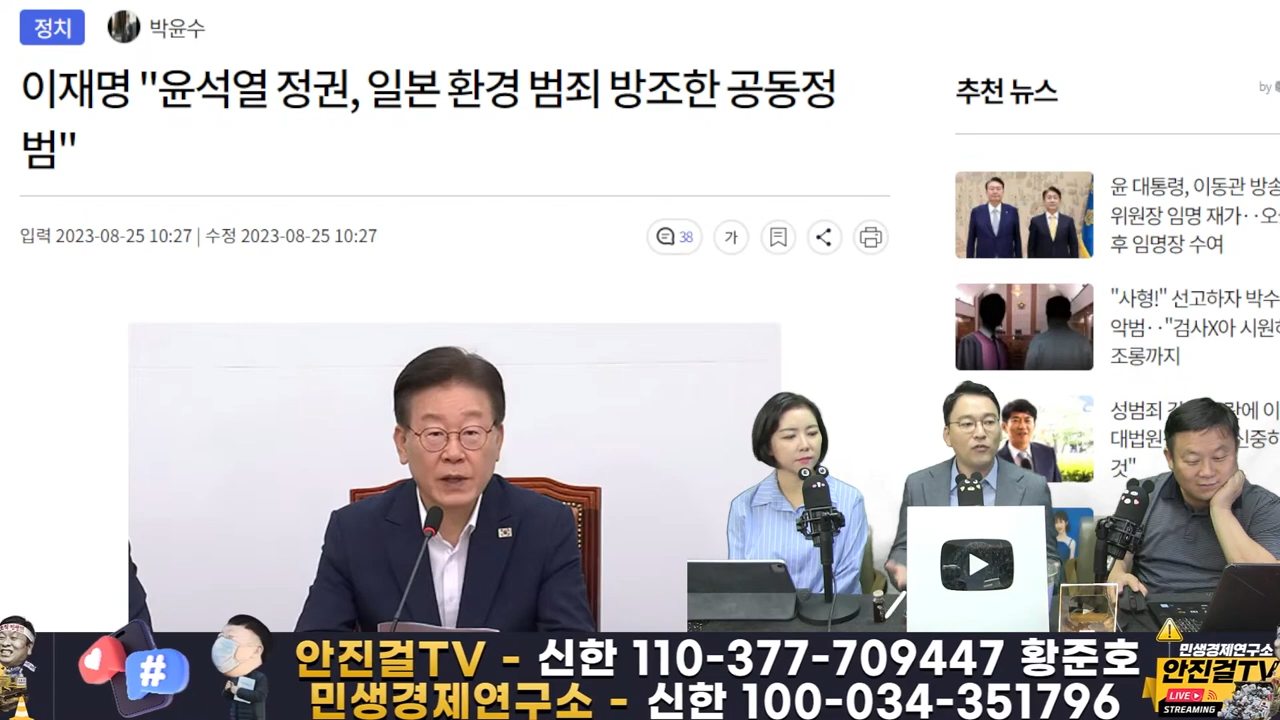 정치
박윤수
이재명 "윤석열 정권, 일본 환경 범죄 방조한 공동정
범"
입력 2023-08-25 10:27 | 수정 2023-08-25 10:27
38
가
추천 뉴스
by
윤 대통령, 이동관 방송
위원장 임명 재가‥오
후 임명장 수여
"사형!" 선고하자 박수
악범‥"검사X아 시원
조롱까지
성범죄
에 이
대법원
신중
것"
#
안진걸TV - 신한 110-377-709447 황준호
민생경제연구소 - 신한 100-034-351796
민생경제연구소
안진걸TV
LIVE
STREAMING